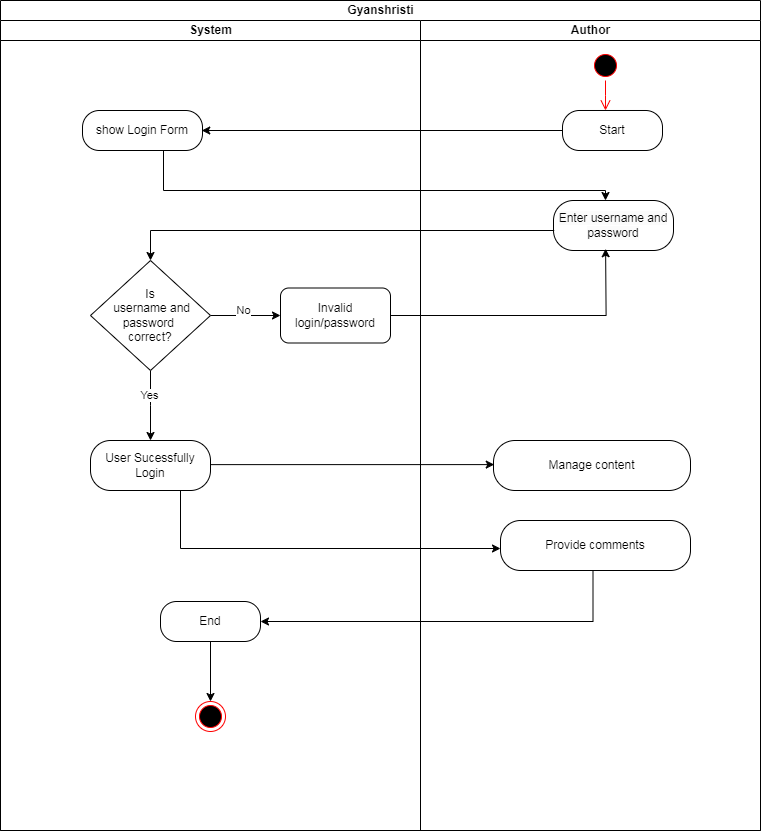 Gyanshristi
System
Author
show Login Form
Start
Enter username and
password
Is
username and
password
correct?
No
Invalid
login/password
Yes
User Sucessfully
Login
Manage content
Provide comments
End